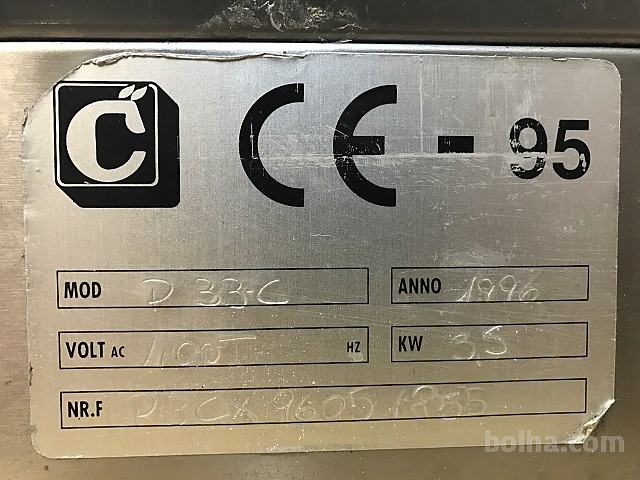 C CE - 95
MOD D 33-C ANNO 1996
VOLT AC 400T HZ KW 35
NR.F
bolha.com